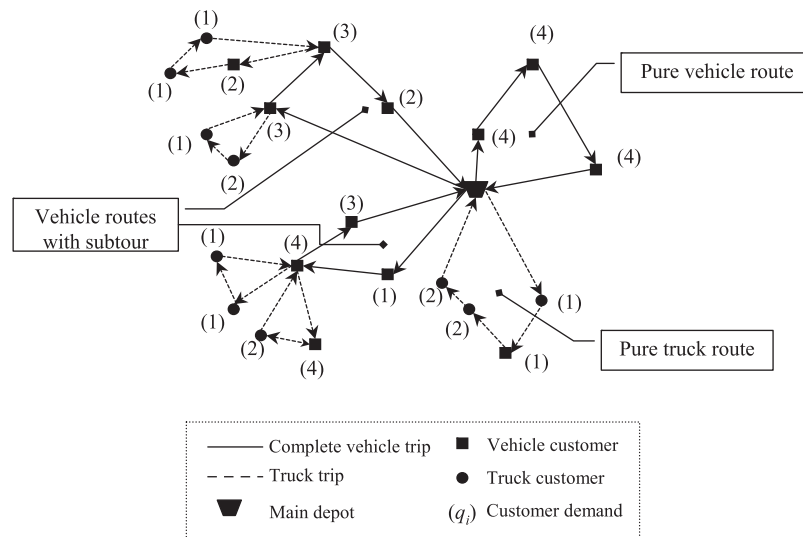 (1)
(3)
(4)
(1)
(2)
Pure vehicle route
(2)
(1)
(3)
(4)
(4)
(2)
Vehicle routes
with subtour
(3)
(1)
(4)
(1)
(2)
(1)
(1)
(2)
(2)
(4)
(1)
Pure truck route
Complete vehicle trip
Vehicle customer
Truck trip
Truck customer
Main depot
(qi) Customer demand